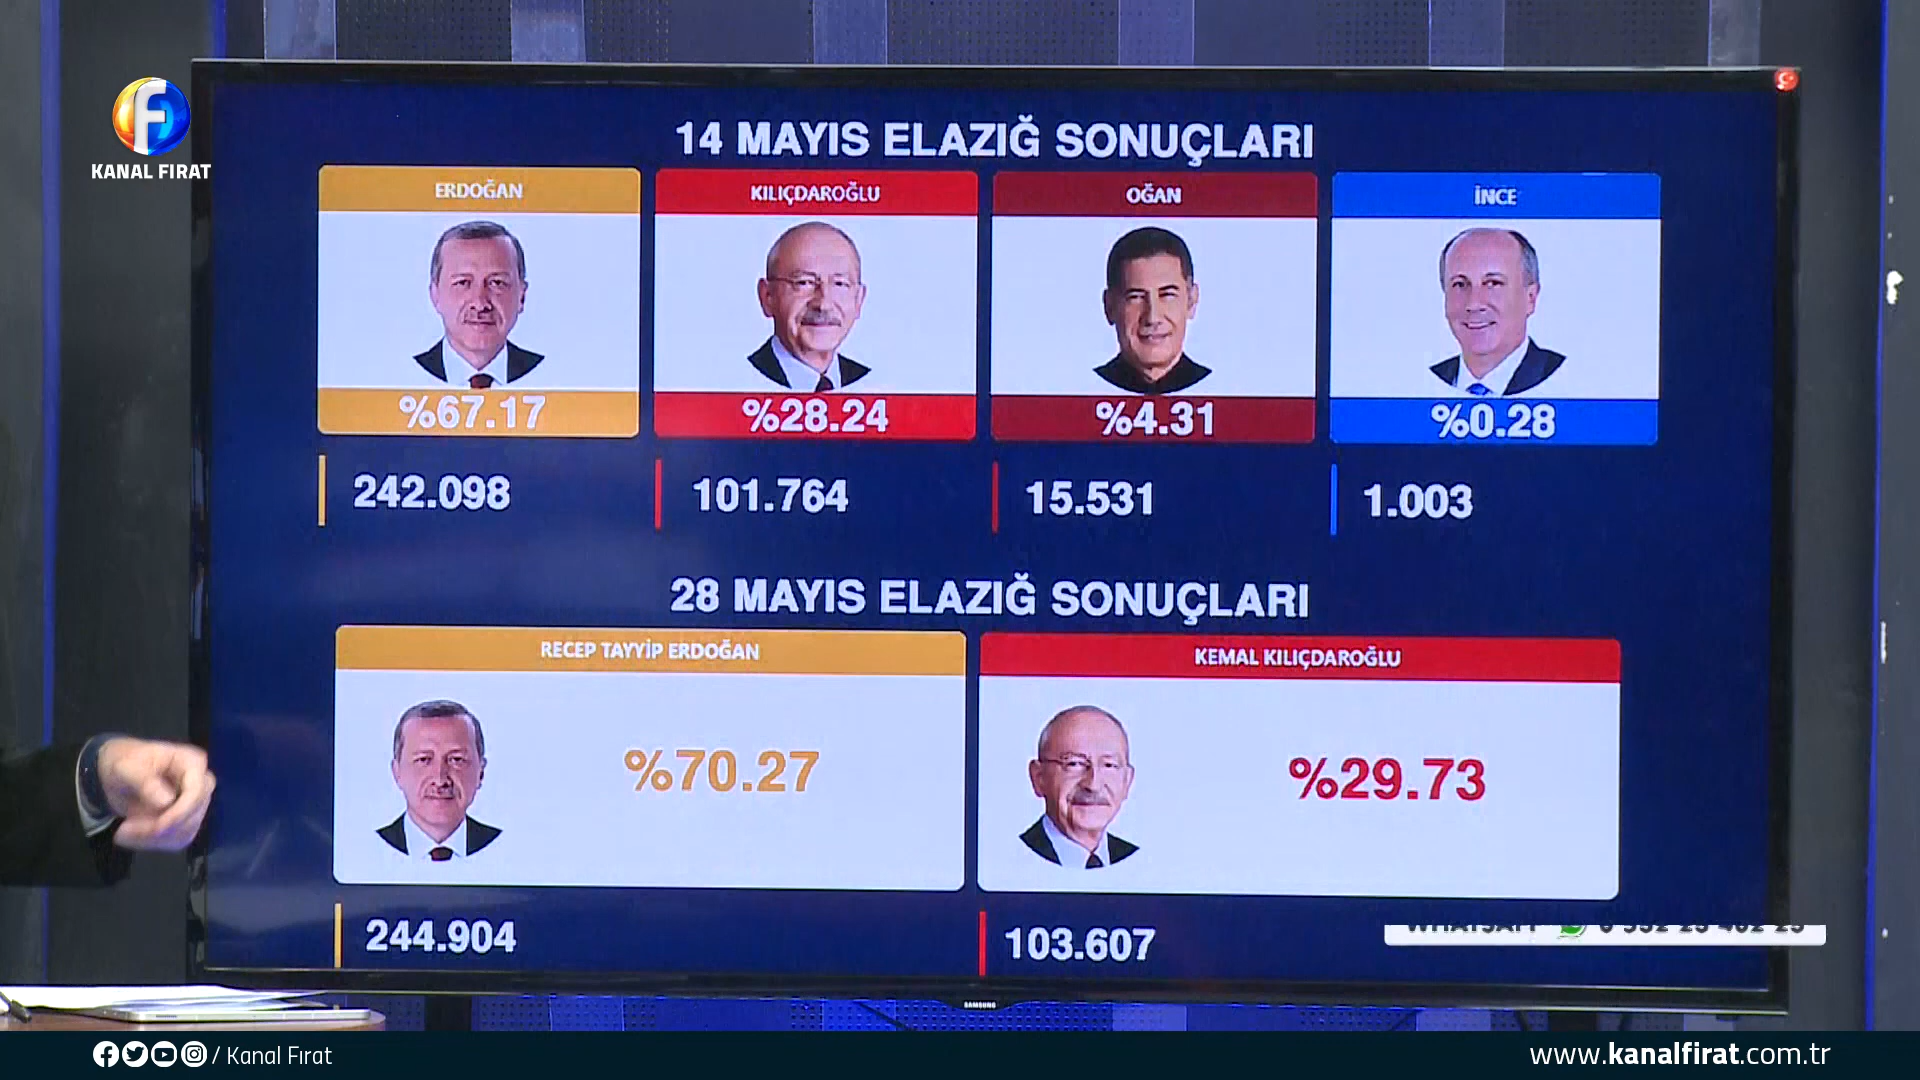 KANAL FIRAT
14 MAYIS ELAZIĞ SONUÇLARI
ERDOĞAN
KILIÇDAROĞLU
OĞAN
İNCE
%67.17
%28.24
%4.31
%0.28
242.098
101.764
15.531
1.003
28 MAYIS ELAZIĞ SONUÇLARI
RECEP TAYYİP ERDOĞAN
KEMAL KILIÇDAROĞLU
%70.27
%29.73
244.904
103.607
SAMSUNG
/ Kanal Fırat
www.kanalfirat.com.tr